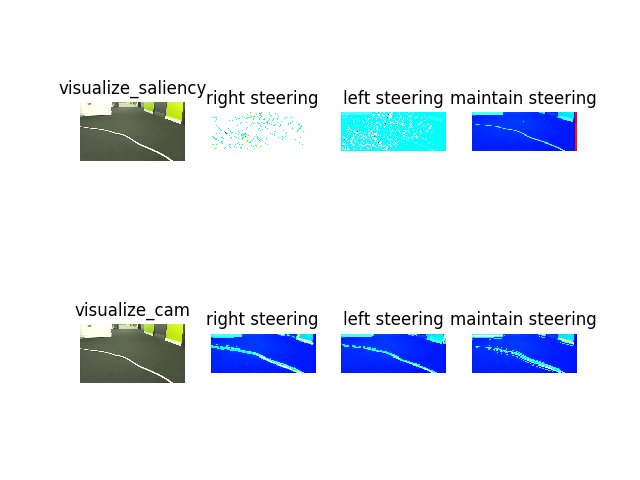 visualize_saliency
right steering
left steering
maintain steering
visualize_cam
right steering
left steering
maintain steering